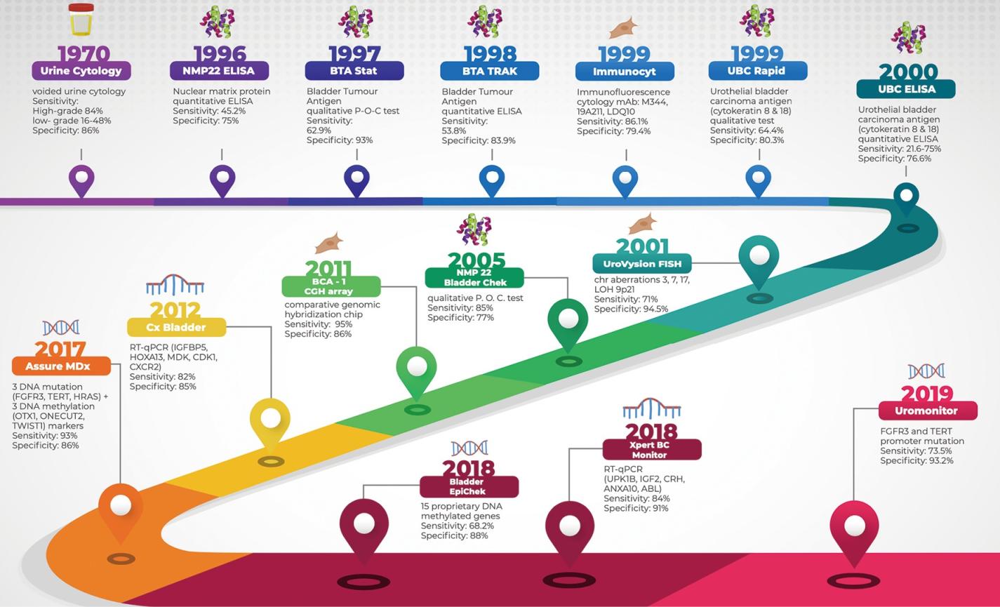 1970
Urine Cytology
voided urine cytology
Sensitivity:
High-grade 84%
low- grade 16-48%
Specificity: 86%
1996
NMP22 ELISA
Nuclear matrix protein
quantitative ELISA
Sensitivity: 45.2%
Specificity: 75%
1997
BTA Stat
Bladder Tumour
Antigen
qualitative P-O-C test
Sensitivity:
62.9%
Specificity: 93%
1998
BTA TRAK
Bladder Tumour
Antigen
quantitative ELISA
Sensitivity:
53.8%
Specificity: 83.9%
1999
Immunocyt
Immunofluorescence
cytology mAb: M344,
19A211, LDQ10
Sensitivity: 86.1%
Specificity: 79.4%
1999
UBC Rapid
Urothelial bladder
carcinoma antigen
(cytokeratin 8 & 18)
qualitative test
Sensitivity: 64.4%
Specificity: 80.3%
2000
UBC ELISA
Urothelial bladder
carcinoma antigen
(cytokeratin 8 & 18)
quantitative ELISA
Sensitivity: 21.6-75%
Specificity: 76.6%
2001
UroVysion FISH
chr aberrations 3, 7, 17,
LOH 9p21
Sensitivity: 71%
Specificity: 94.5%
2005
NMP 22
Bladder Chek
qualitative P. O. C. test
Sensitivity: 85%
Specificity: 77%
2011
BCA - 1
CGH array
comparative genomic
hybridization chip
Sensitivity: 95%
Specificity: 86%
2012
Cx Bladder
RT-qPCR (IGFBP5,
HOXA13, MDK, CDK1,
CXCR2)
Sensitivity: 82%
Specificity: 85%
2017
Assure MDx
3 DNA mutation
(FGFR3, TERT, HRAS) +
3 DNA methylation
(OTX1, ONECUT2,
TWIST1) markers
Sensitivity: 93%
Specificity: 86%
2018
Bladder
EpiChek
15 proprietary DNA
methylated genes
Sensitivity: 68.2%
Specificity: 88%
2018
Xpert BC
Monitor
RT-qPCR
(UPK1B, IGF2, CRH,
ANXA10, ABL)
Sensitivity: 84%
Specificity: 91%
2019
Uromonitor
FGFR3 and TERT
promoter mutation
Sensitivity: 73.5%
Specificity: 93.2%